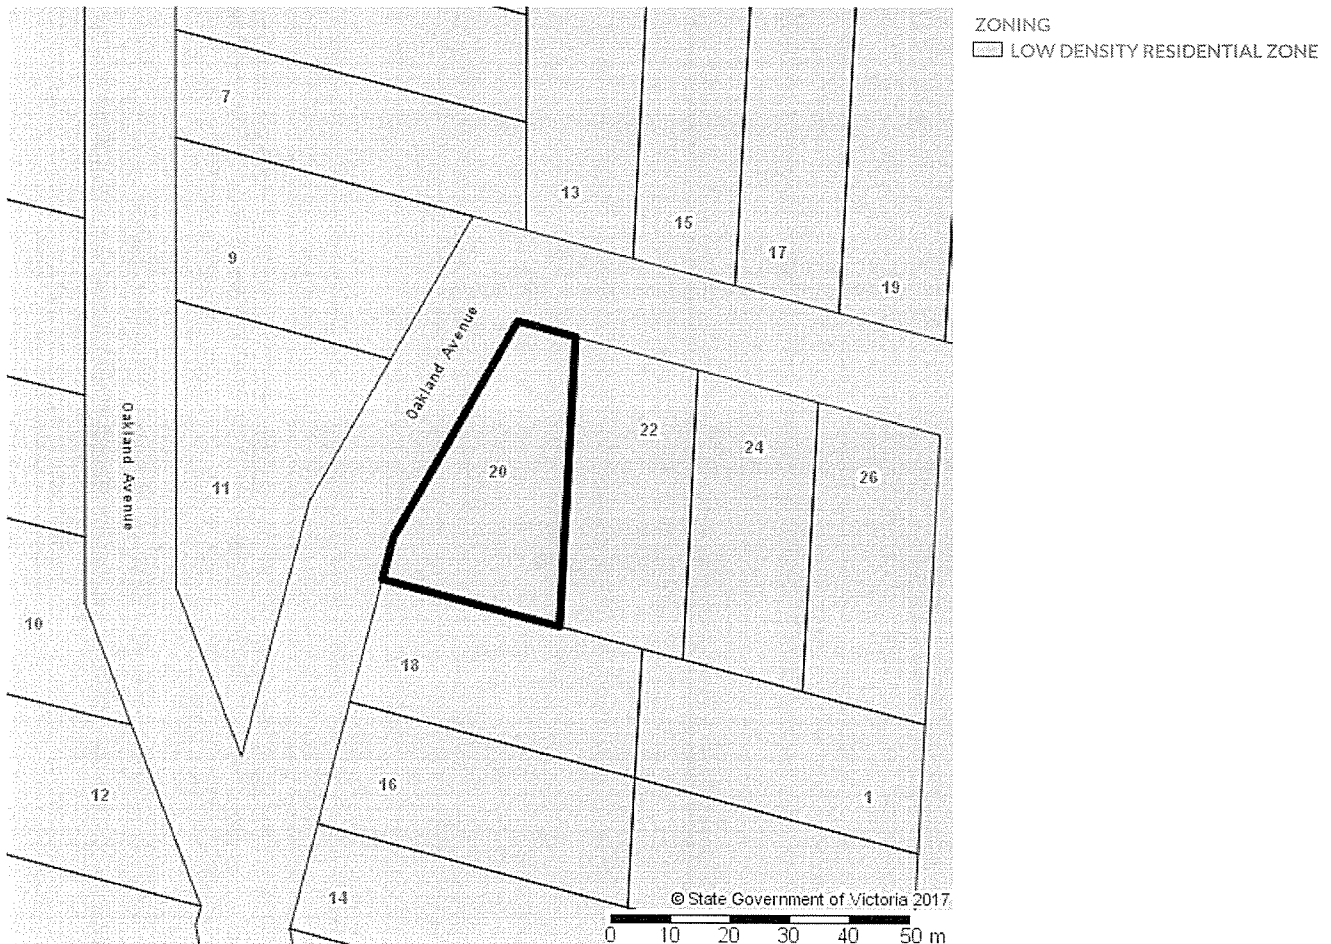 ZONING
LOW DENSITY RESIDENTIAL ZONE
7
13
15
9
17
19
Oakland Avenue
Oakland Avenue
22
24
20
26
11
10
18
16
12
1
14
© State Government of Victoria 2017
0 10 20 30 40 50 m